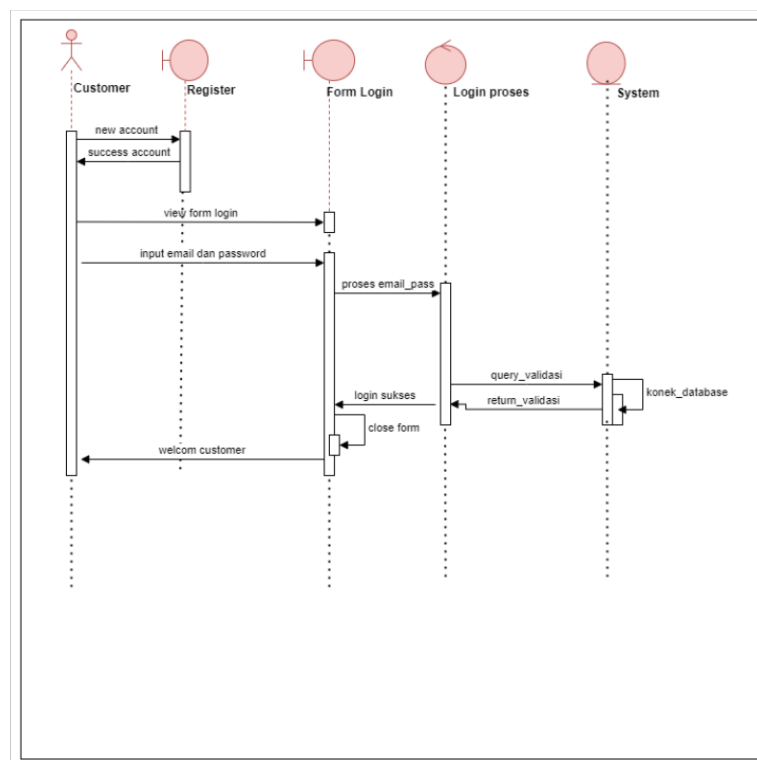 Customer
Register
Form Login
Login proses
System
new account
success account
view form login
input email dan password
proses email_pass
query_validasi
konek_database
login sukses
return_validasi
close form
welcom customer